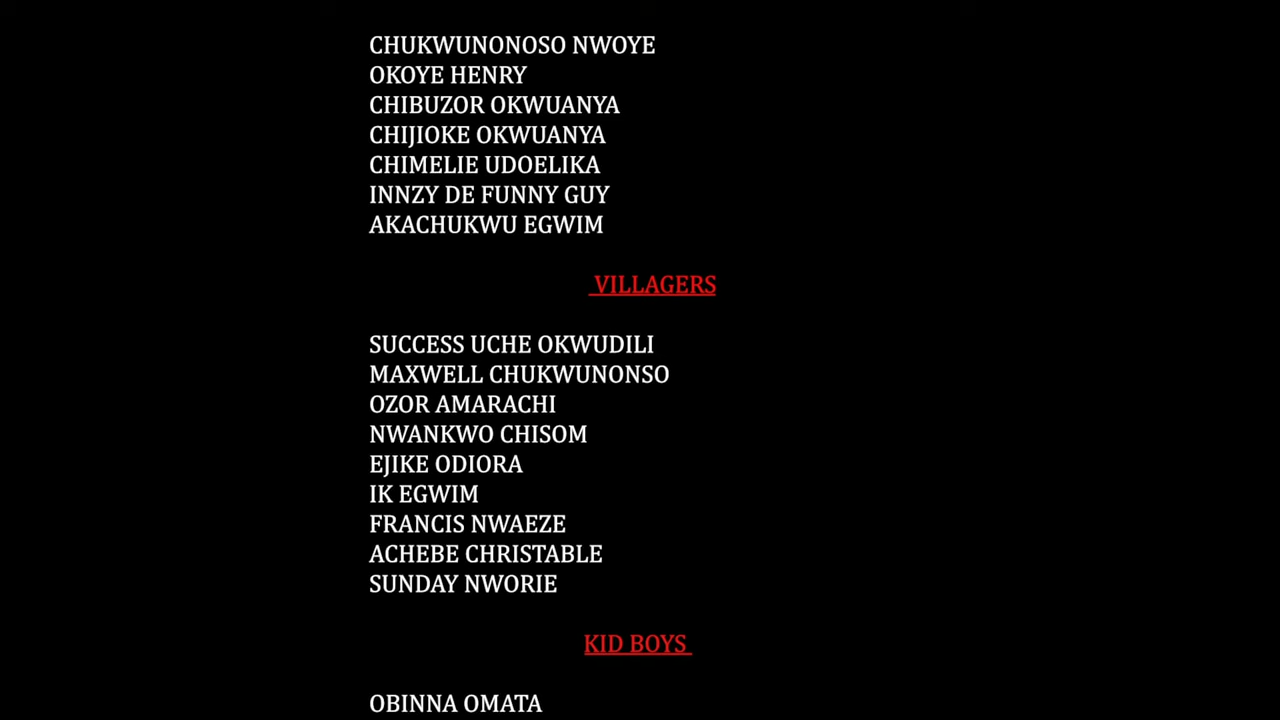 CHUKWUNONOSO NWOYE
OKOYE HENRY
CHIBUZOR OKWUANYA
CHIJIOKE OKWUANYA
CHIMELIE UDOELIKA
INNZY DE FUNNY GUY
AKACHUKWU EGWIM
VILLAGERS
SUCCESS UCHE OKWUDILI
MAXWELL CHUKWUNONSO
OZOR AMARACHI
NWANKWO CHISOM
EJIKE ODIORA
IK EGWIM
FRANCIS NWAEZE
ACHEBE CHRISTABLE
SUNDAY NWORIE
KID BOYS
OBINNA OMATA